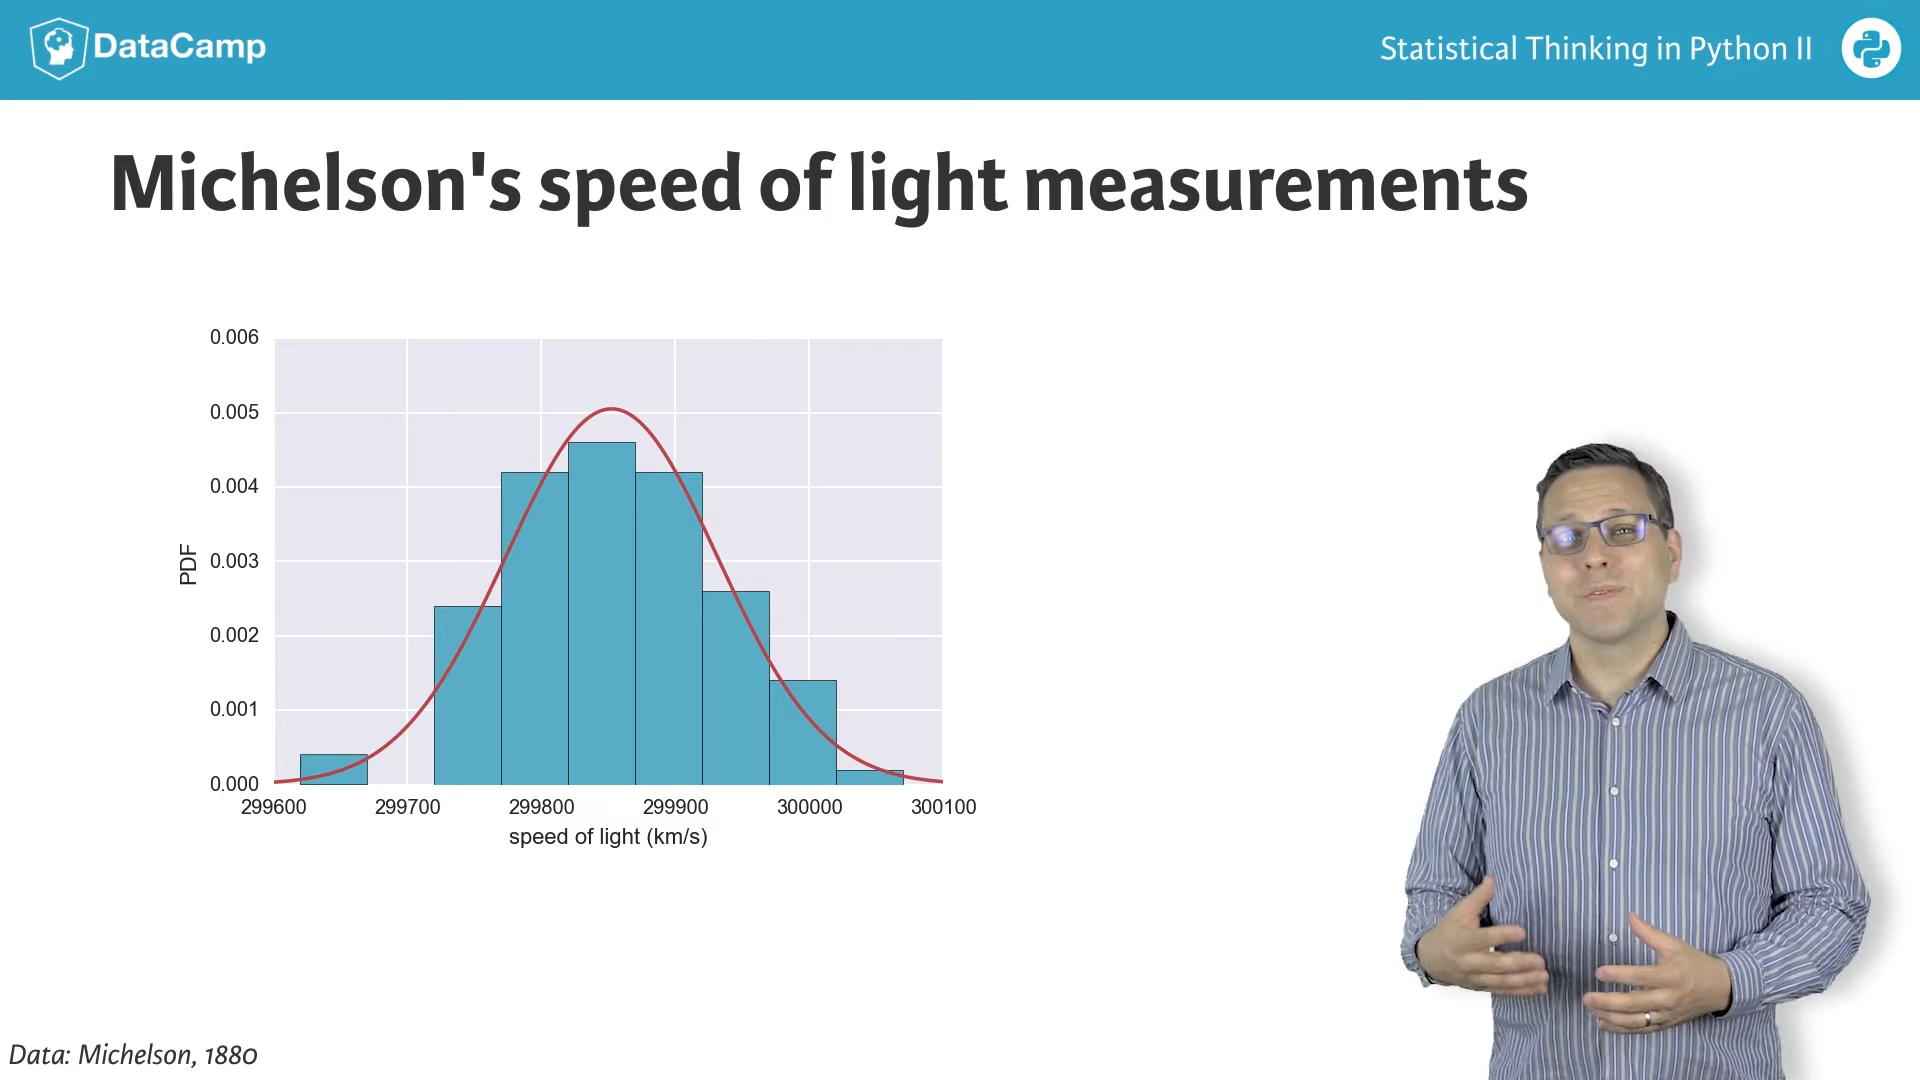 DataCamp
Statistical Thinking in Python II
Michelson's speed of light measurements
0.006
0.005
0.004
0.003
0.002
0.001
0.000
PDF
299600 299700 299800 299900 300000 300100
speed of light (km/s)
Data: Michelson, 1880